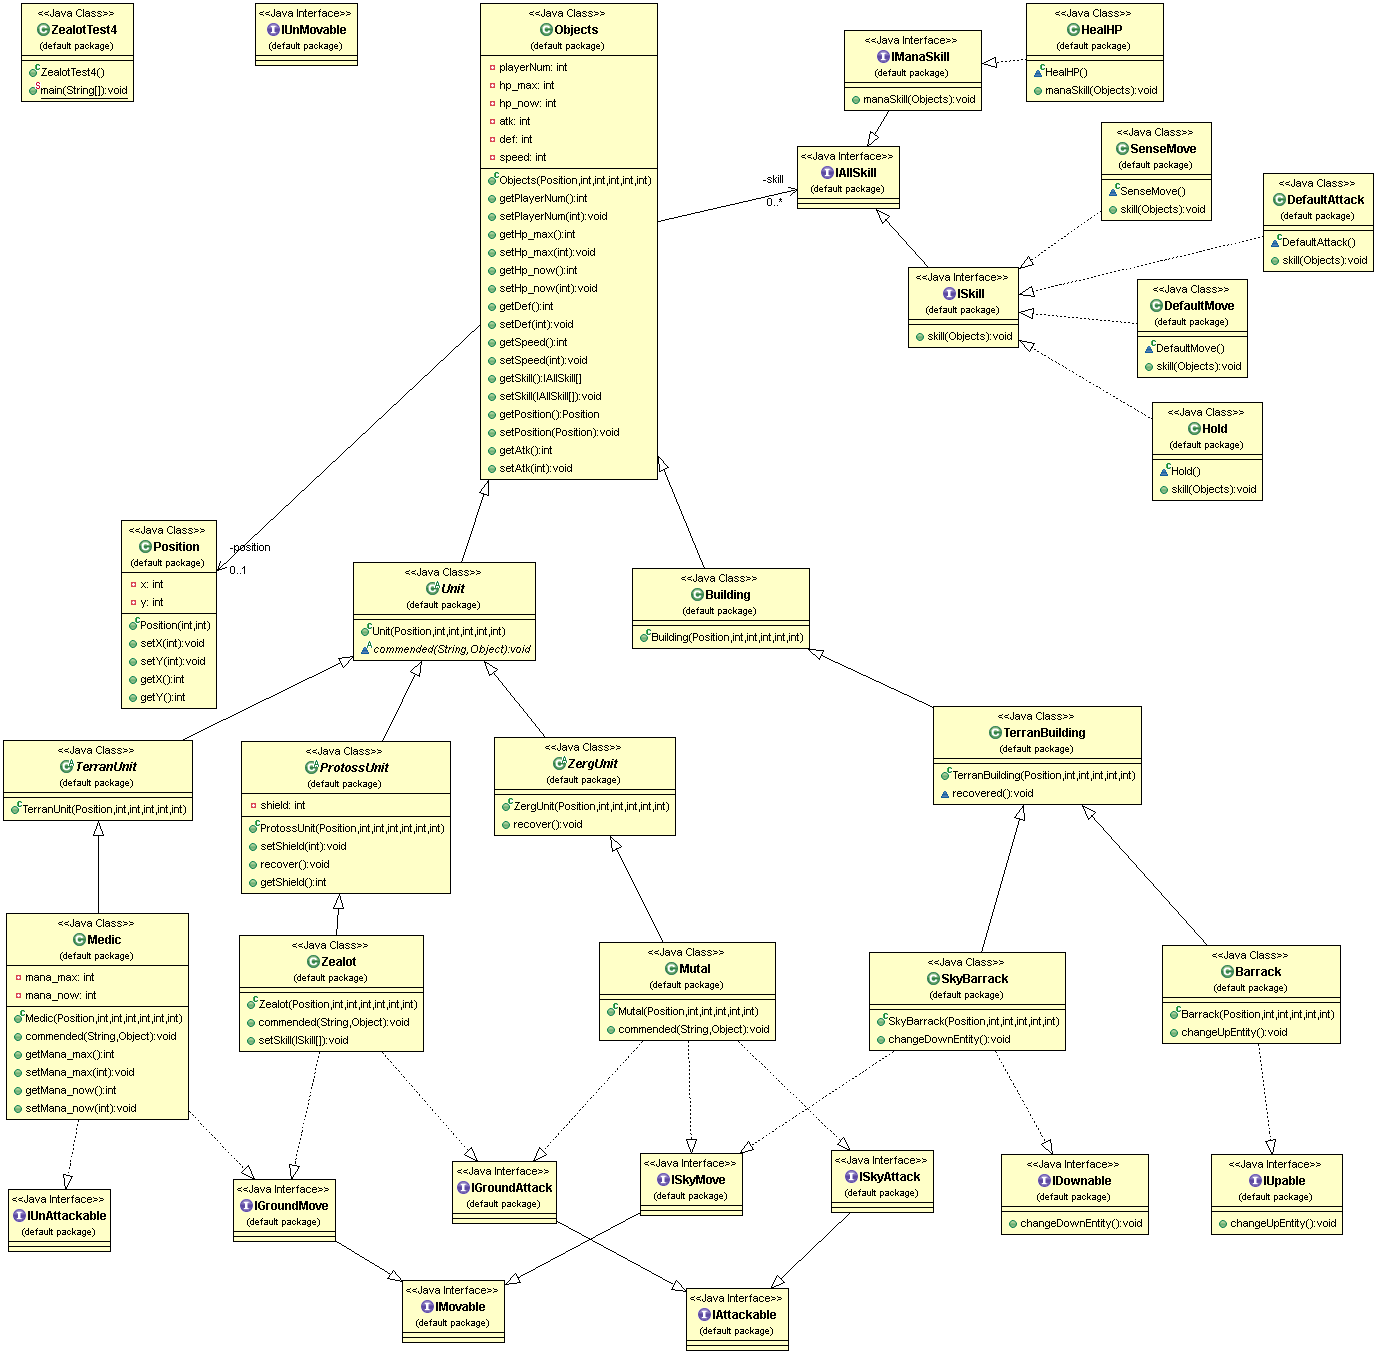 <<Java Class>>
ZealotTest4
(default package)
ZealotTest4()
main(String[]):void
<<Java Interface>>
IUnMovable
(default package)
<<Java Class>>
Objects
(default package)
playerNum: int
hp_max: int
hp_now: int
atk: int
def: int
speed: int
Objects(Position,int,int,int,int,int)
getPlayerNum():int
setPlayerNum(int):void
getHp_max():int
setHp_max(int):void
getHp_now():int
setHp_now(int):void
getDef():int
setDef(int):void
getSpeed():int
setSpeed(int):void
getSkill():IAllSkill[]
setSkill(IAllSkill[]):void
getPosition():Position
setPosition(Position):void
getAtk():int
setAtk(int):void
<<Java Interface>>
IManaSkill
(default package)
manaSkill(Objects):void
<<Java Class>>
HealHP
(default package)
HealHP()
manaSkill(Objects):void
-skill
0..*
<<Java Interface>>
IAllSkill
(default package)
<<Java Class>>
SenseMove
(default package)
SenseMove()
skill(Objects):void
<<Java Class>>
DefaultAttack
(default package)
DefaultAttack()
skill(Objects):void
<<Java Interface>>
ISkill
(default package)
skill(Objects):void
<<Java Class>>
DefaultMove
(default package)
DefaultMove()
skill(Objects):void
<<Java Class>>
Hold
(default package)
Hold()
skill(Objects):void
<<Java Class>>
Position
(default package)
x: int
y: int
Position(int,int)
setX(int):void
setY(int):void
getX():int
getY():int
-position
0..1
<<Java Class>>
Unit
(default package)
Unit(Position,int,int,int,int,int)
commended(String,Object):void
<<Java Class>>
Building
(default package)
Building(Position,int,int,int,int,int)
<<Java Class>>
TerranUnit
(default package)
TerranUnit(Position,int,int,int,int,int)
<<Java Class>>
ProtossUnit
(default package)
shield: int
ProtossUnit(Position,int,int,int,int,int,int)
setShield(int):void
recover():void
getShield():int
<<Java Class>>
ZergUnit
(default package)
ZergUnit(Position,int,int,int,int,int)
recover():void
<<Java Class>>
TerranBuilding
(default package)
TerranBuilding(Position,int,int,int,int,int)
recovered():void
<<Java Class>>
Medic
(default package)
mana_max: int
mana_now: int
Medic(Position,int,int,int,int,int,int)
commended(String,Object):void
getMana_max():int
setMana_max(int):void
getMana_now():int
setMana_now(int):void
<<Java Class>>
Zealot
(default package)
Zealot(Position,int,int,int,int,int,int)
commended(String,Object):void
setSkill(ISkill[]):void
<<Java Class>>
Mutal
(default package)
Mutal(Position,int,int,int,int,int)
commended(String,Object):void
<<Java Class>>
SkyBarrack
(default package)
SkyBarrack(Position,int,int,int,int,int)
changeDownEntity():void
<<Java Class>>
Barrack
(default package)
Barrack(Position,int,int,int,int,int)
changeUpEntity():void
<<Java Interface>>
IUnAttackable
(default package)
<<Java Interface>>
IGroundMove
(default package)
<<Java Interface>>
IGroundAttack
(default package)
<<Java Interface>>
ISkyMove
(default package)
<<Java Interface>>
ISkyAttack
(default package)
<<Java Interface>>
IDownable
(default package)
changeDownEntity():void
<<Java Interface>>
IUpable
(default package)
changeUpEntity():void
<<Java Interface>>
IMovable
(default package)
<<Java Interface>>
IAttackable
(default package)